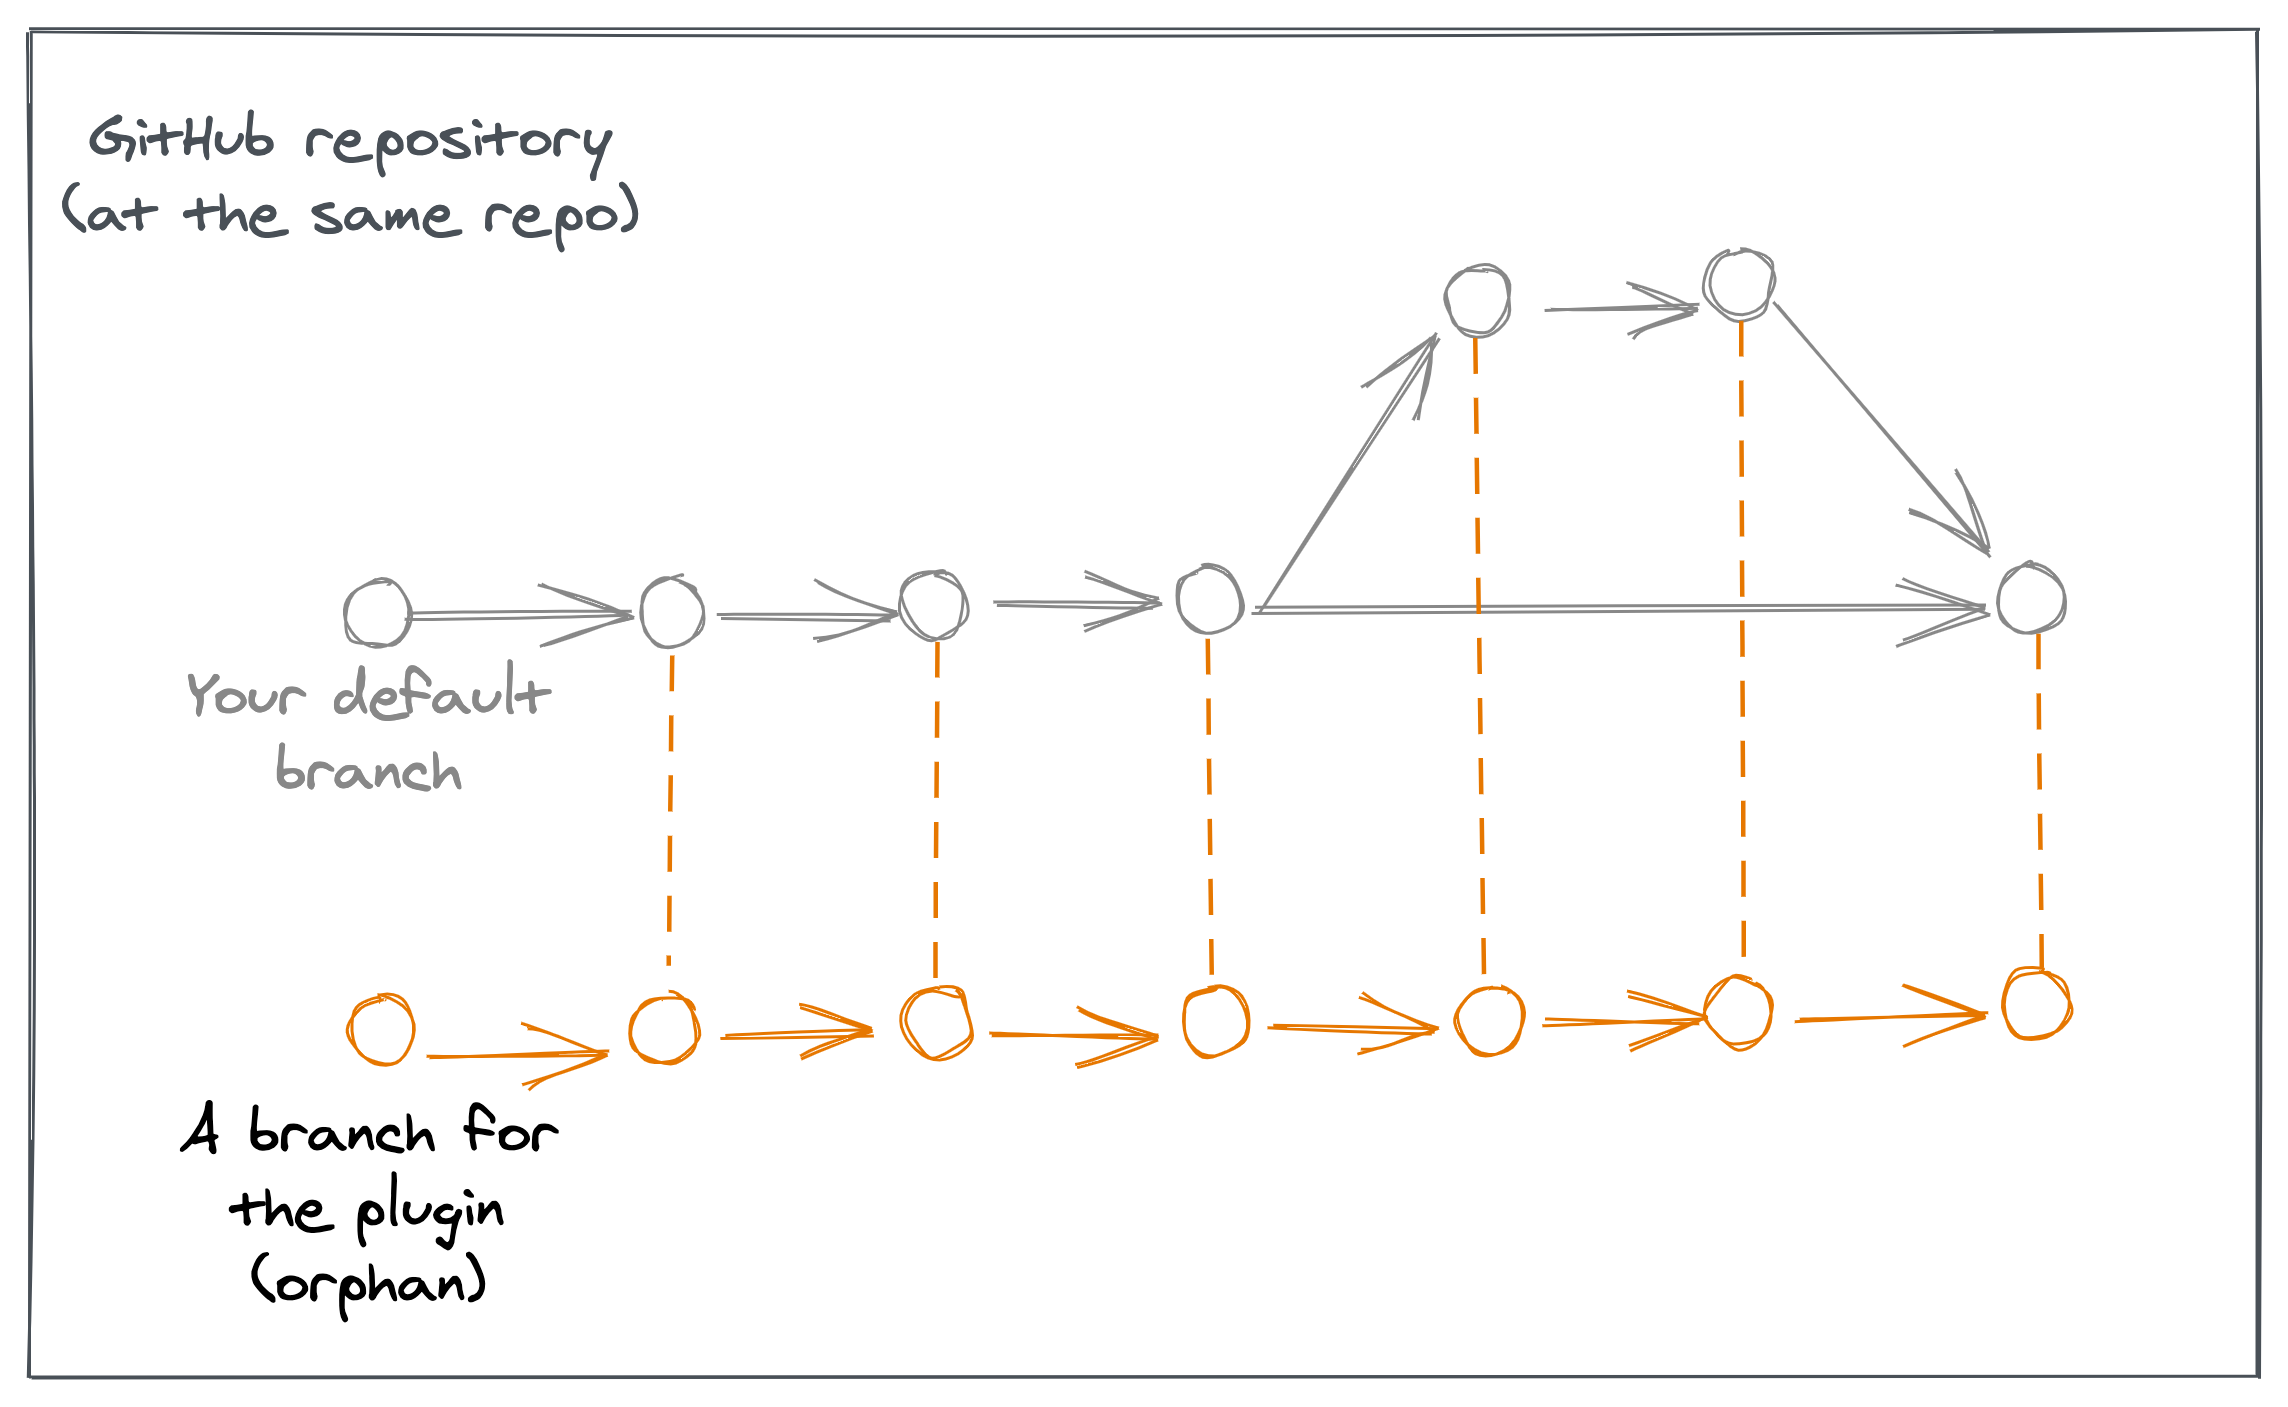 GitHub repository
(at the same repo)
Your default
branch
A branch for
the plugin
(orphan)